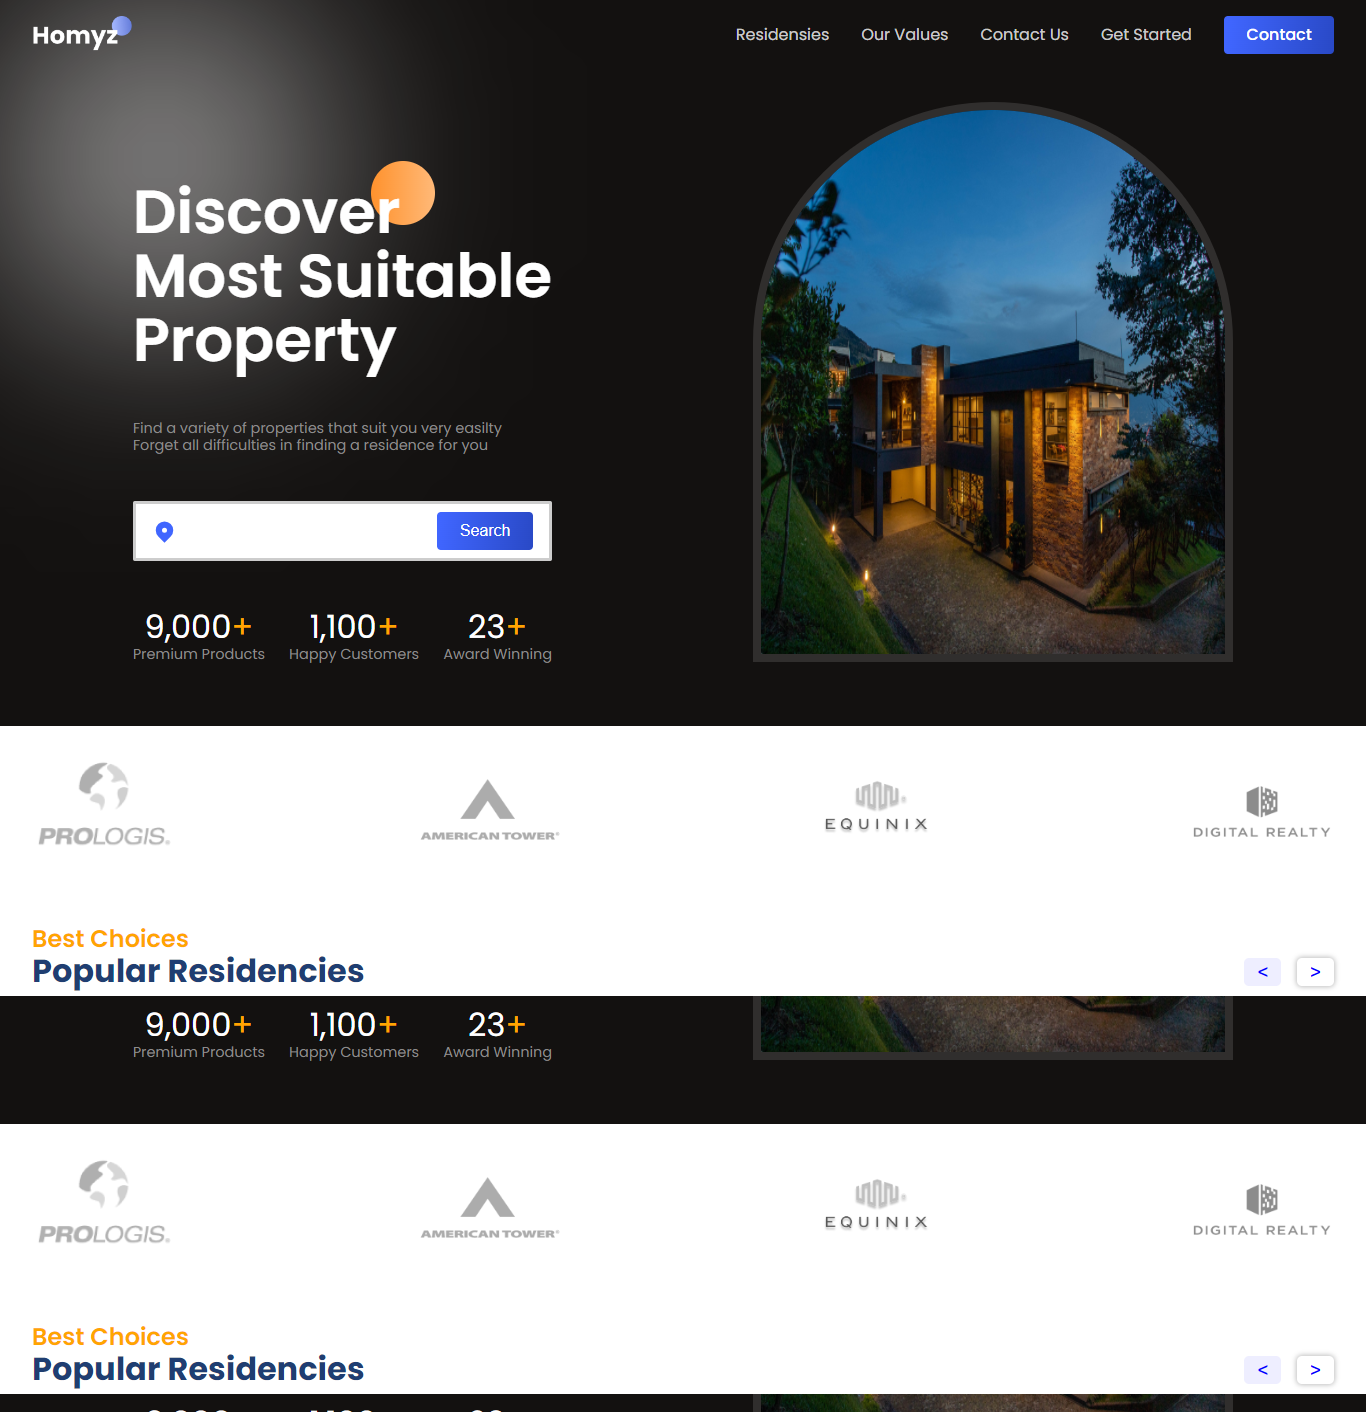 Homyz
Residensies Our Values Contact Us Get Started Contact
Discover
Most Suitable
Property
Find a variety of properties that suit you very easilty
Forget all difficulties in finding a residence for you
Search
9,000+ 1,100+ 23+
Premium Products Happy Customers Award Winning
PROLOGIS. AMERICAN TOWER® EQUINIX DIGITAL REALTY
Best Choices
Popular Residencies
< >
9,000+ 1,100+ 23+
Premium Products Happy Customers Award Winning
PROLOGIS. AMERICAN TOWER® EQUINIX DIGITAL REALTY
Best Choices
Popular Residencies
< >